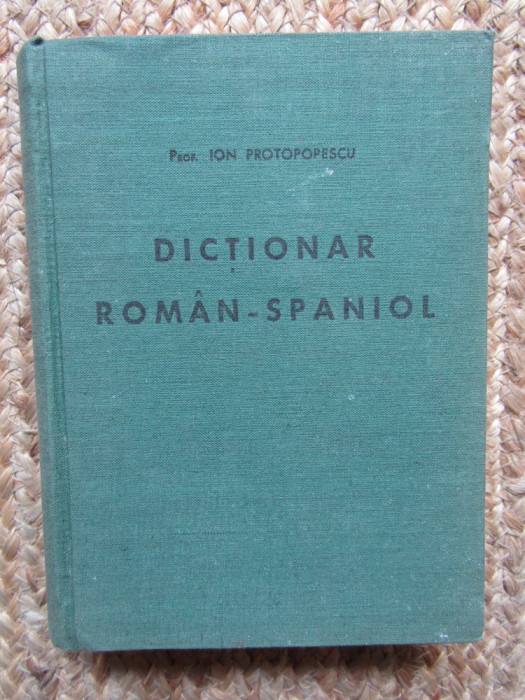 PROF. ION PROTOPOPESCU
DICȚIONAR
ROMÂN-SPANIOL